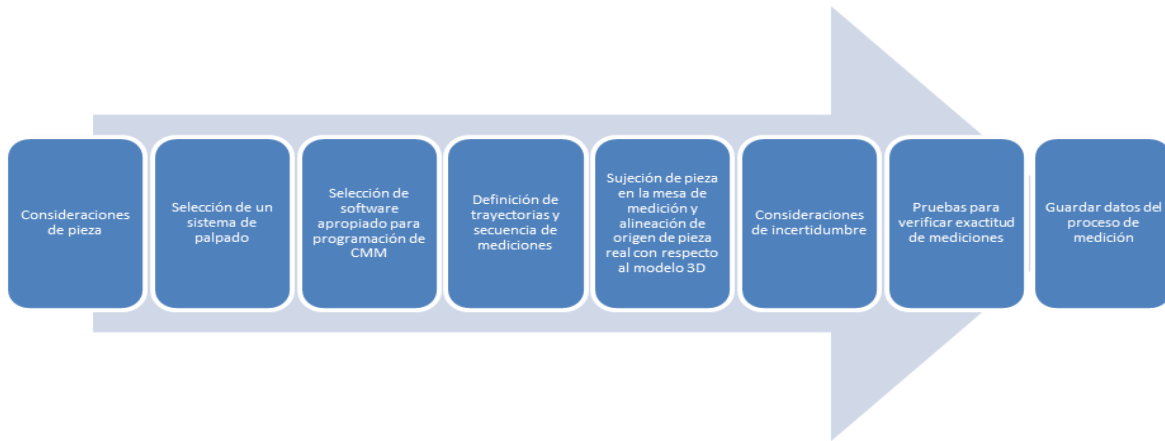 Consideraciones
de pieza
Selección de un
sistema de
palpado
Selección de
software
apropiado para
programación de
CMM
Definición de
trayectorias y
secuencia de
mediciones
Sujeción de pieza
en la mesa de
medición y
alineación de
origen de pieza
real con respecto
al modelo 3D
Consideraciones
de incertidumbre
Pruebas para
verificar exactitud
de mediciones
Guardar datos del
proceso de
medición